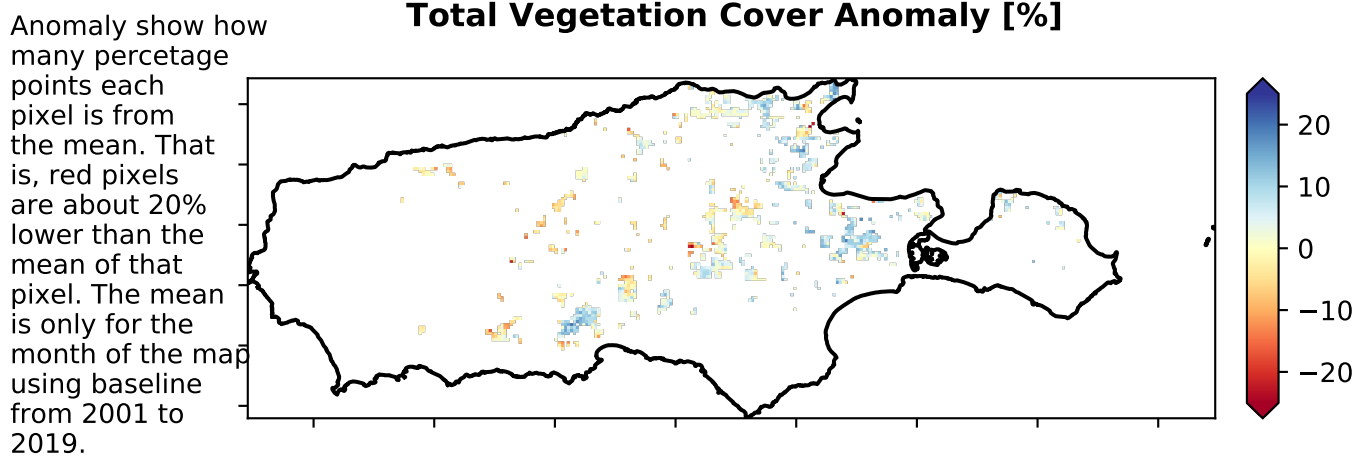 Total Vegetation Cover Anomaly [%]
Anomaly show how
many percetage
points each
pixel is from
the mean. That
is, red pixels
are about 20%
lower than the
mean of that
pixel. The mean
is only for the
month of the map
using baseline
from 2001 to
2019.
20
10
0
−10
−20